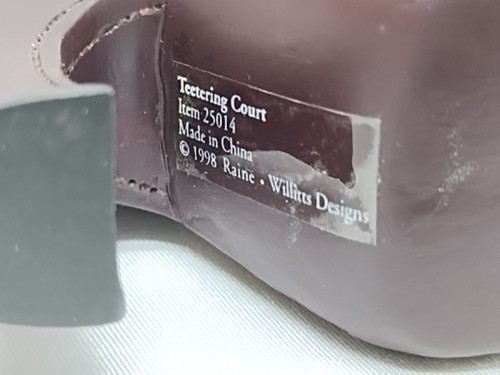 Teetering Court
Item 25014
Made in China
© 1998 Raine • Willitts Designs